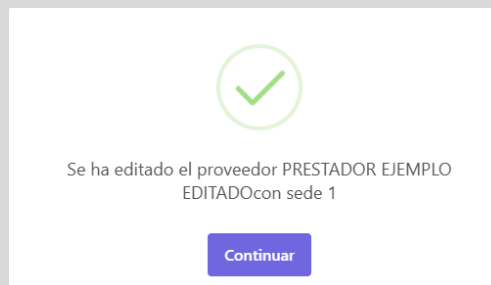 Se ha editado el proveedor PRESTADOR EJEMPLO
EDITADOcon sede 1
Continuar